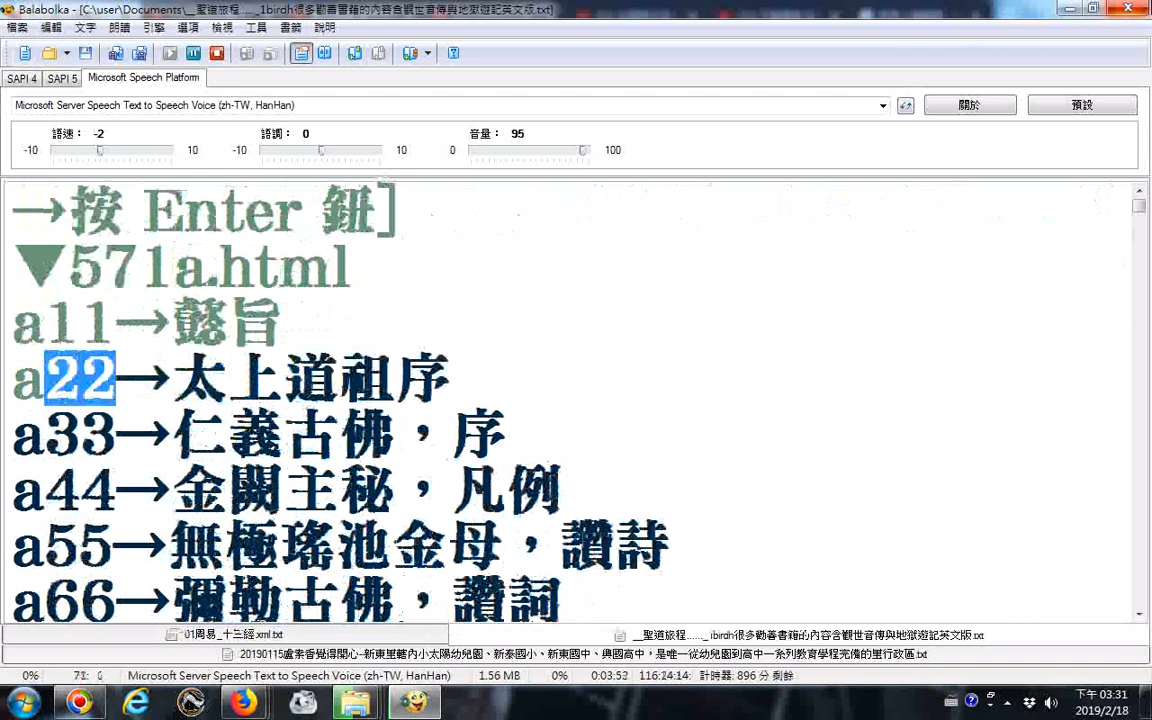 Balabolka - [C:\user\Documents\__聖道旅程......_1birdh很多勸善書籍的內容含觀世音傳與地獄遊記英文版.txt]
檔案 編輯 文字 朗讀 引擎 選項 檢視 工具 書籤 說明
SAPI 4 SAPI 5 Microsoft Speech Platform
Microsoft Server Speech Text to Speech Voice (zh-TW, HanHan) 關於 預設
語速： -2 語調： 0 音量： 95
-10 10 -10 10 0 100
→按 Enter 鈕]
▼571a.html
a11→懿旨
a22→太上道祖序
a33→仁義古佛，序
a44→金闕主秘，凡例
a55→無極瑤池金母，讚詩
a66→彌勒古佛，讚詞
01周易_十三經.xml.txt __聖道旅程......_ibirdh很多勸善書籍的內容含觀世音傳與地獄遊記英文版.txt
20190115盧素香覺得開心-新東里轄內小太陽幼兒園、新泰國小、新東國中、典國高中，是唯一從幼兒園到高中一系列教育學程完備的里行政區.txt
0% Microsoft Server Speech Text to Speech Voice (zh-TW, HanHan) 1.56 MB 0% 0:03:52 116:24:14 計時器: 896 分 剩餘
下午 03:31
2019/2/18